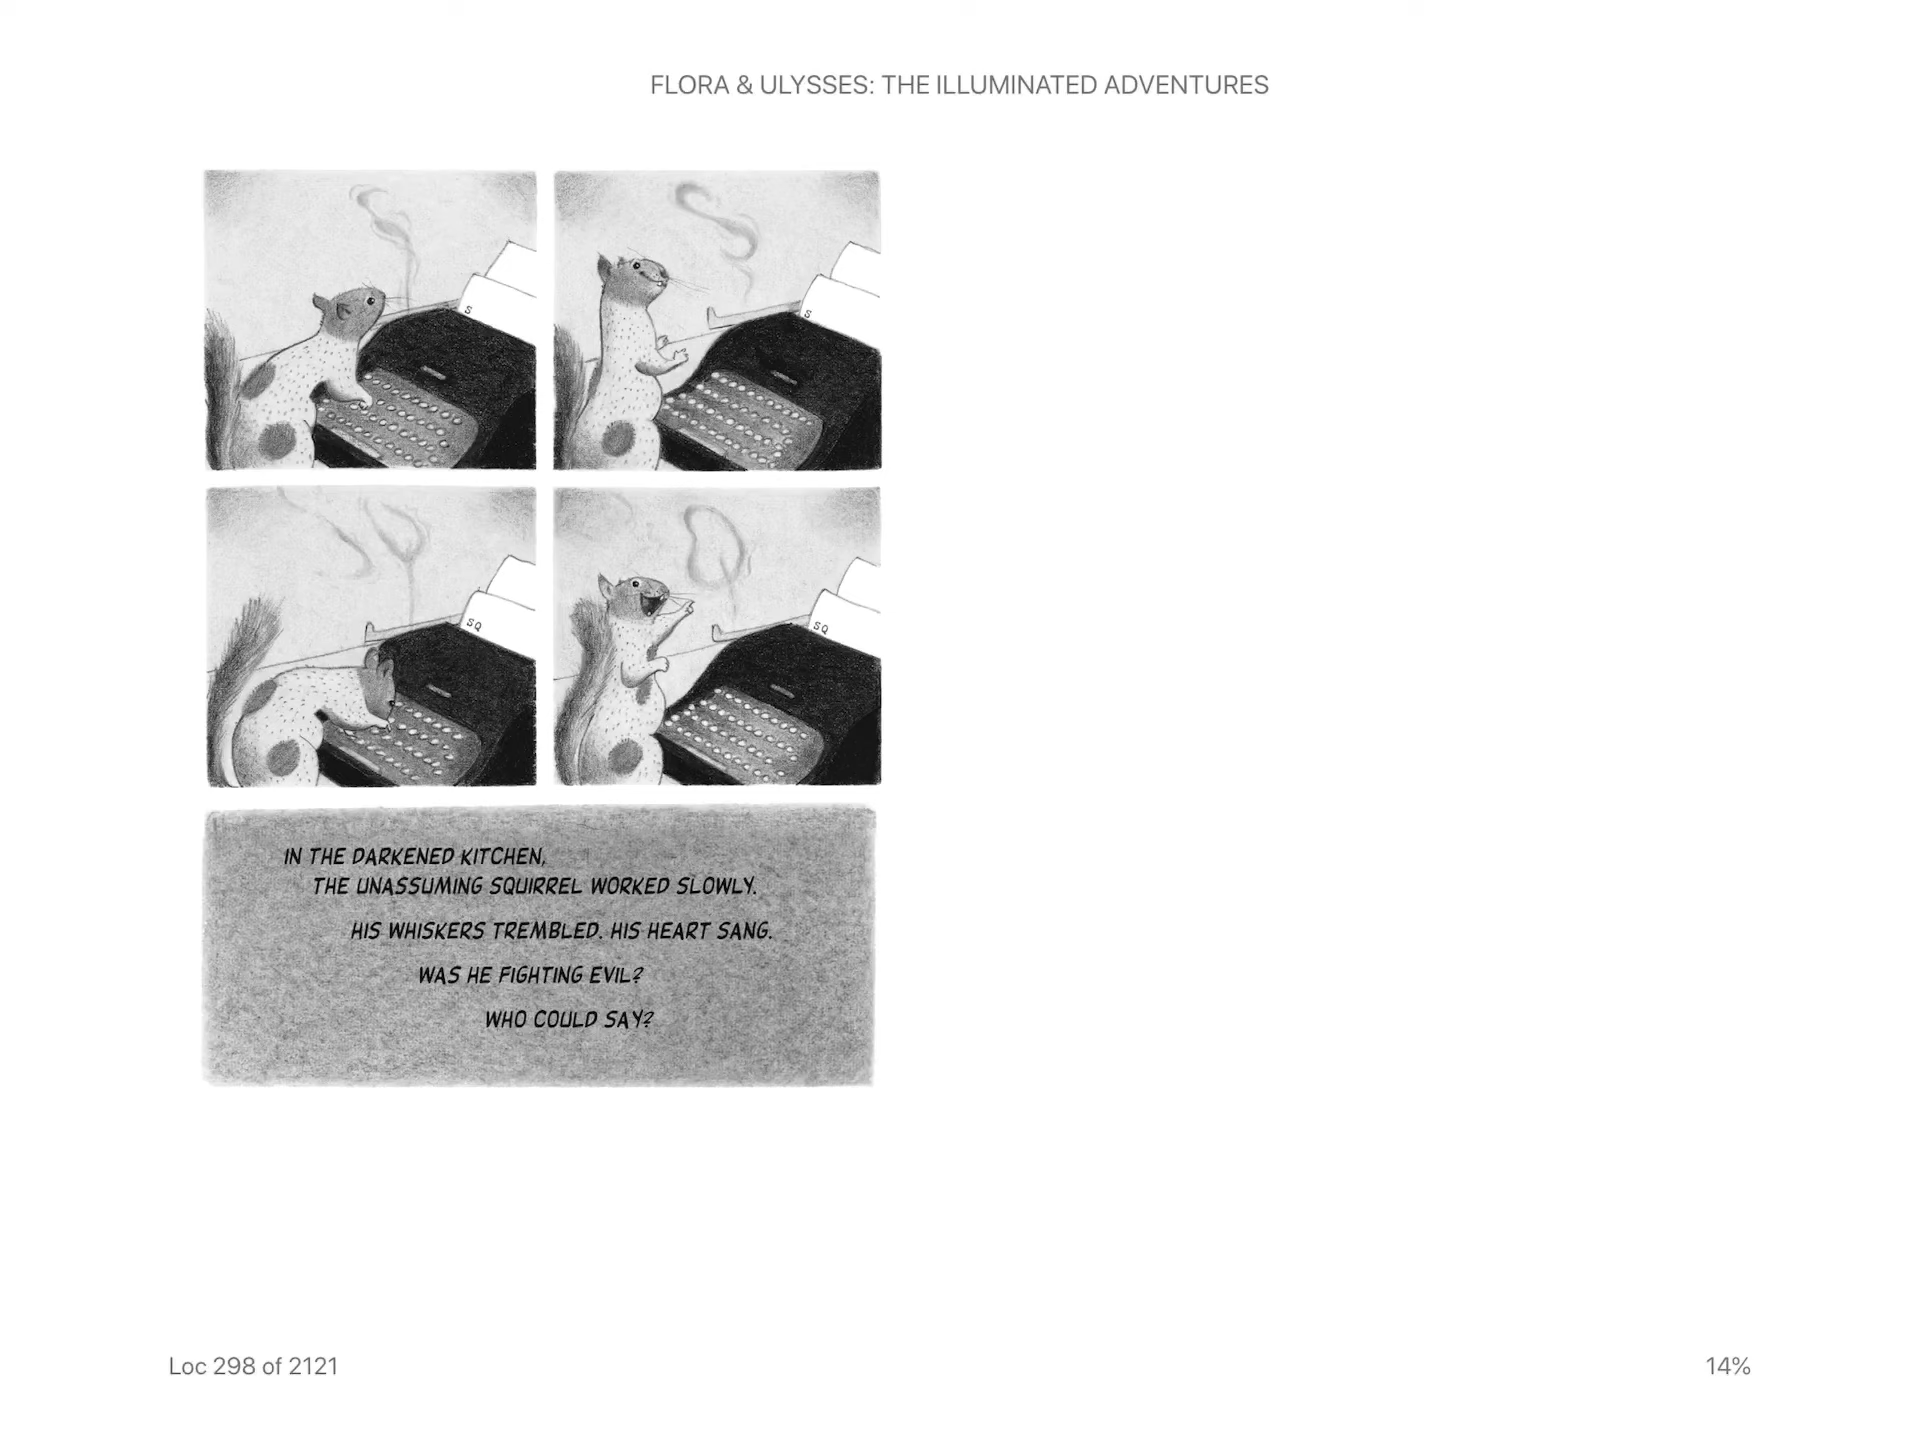 FLORA & ULYSSES: THE ILLUMINATED ADVENTURES
S
S
SQ
SQ
IN THE DARKENED KITCHEN,
THE UNASSUMING SQUIRREL WORKED SLOWLY.
HIS WHISKERS TREMBLED. HIS HEART SANG.
WAS HE FIGHTING EVIL?
WHO COULD SAY?
Loc 298 of 2121
14%